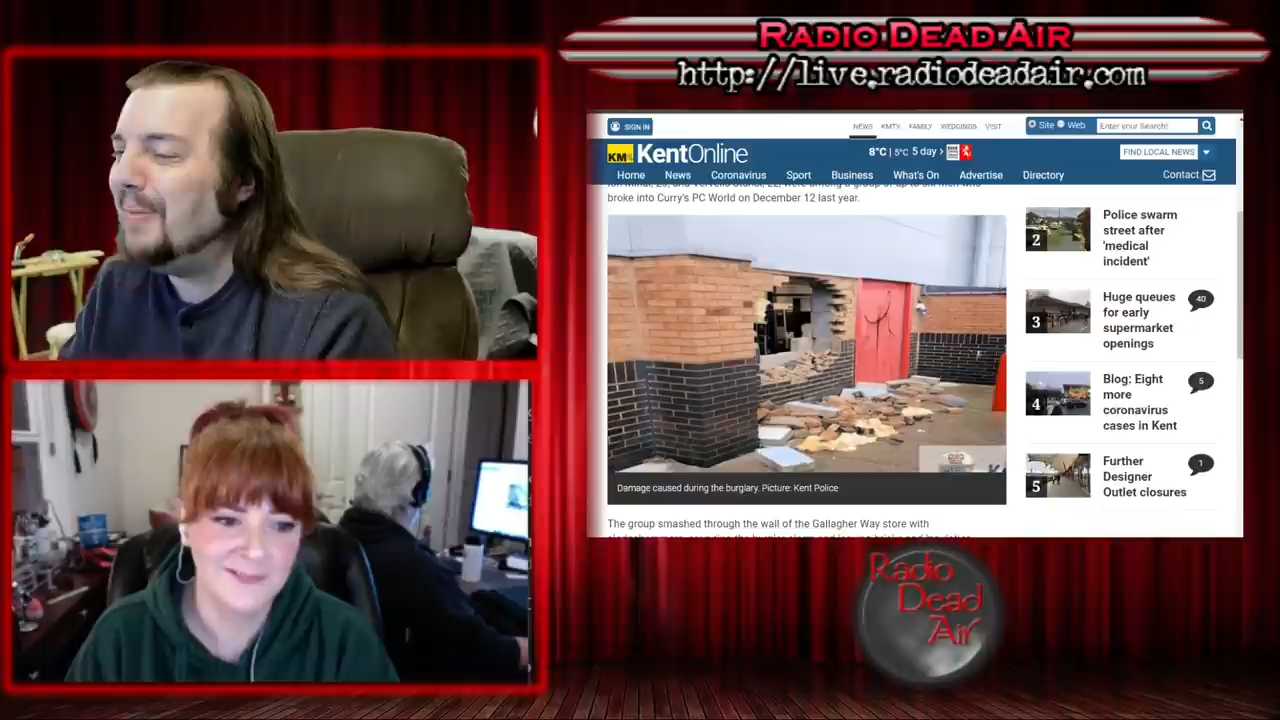 RADIO DEAD AIR
http://live.radiodeadair.com
SIGN IN
NEWS KMTV FAMILY WEDDINGS VISIT
Site Web Enter your Search!
KM KentOnline
8°C | 5°C 5 day >
FIND LOCAL NEWS
Home News Coronavirus Sport Business What's On Advertise Directory Contact
broke into Curry's PC World on December 12 last year.
Damage caused during the burglary. Picture: Kent Police
The group smashed through the wall of the Gallagher Way store with
2
Police swarm
street after
'medical
incident'
3
Huge queues
for early
supermarket
openings
40
4
Blog: Eight
more
coronavirus
cases in Kent
5
5
Further
Designer
Outlet closures
1
Radio
Dead
Air